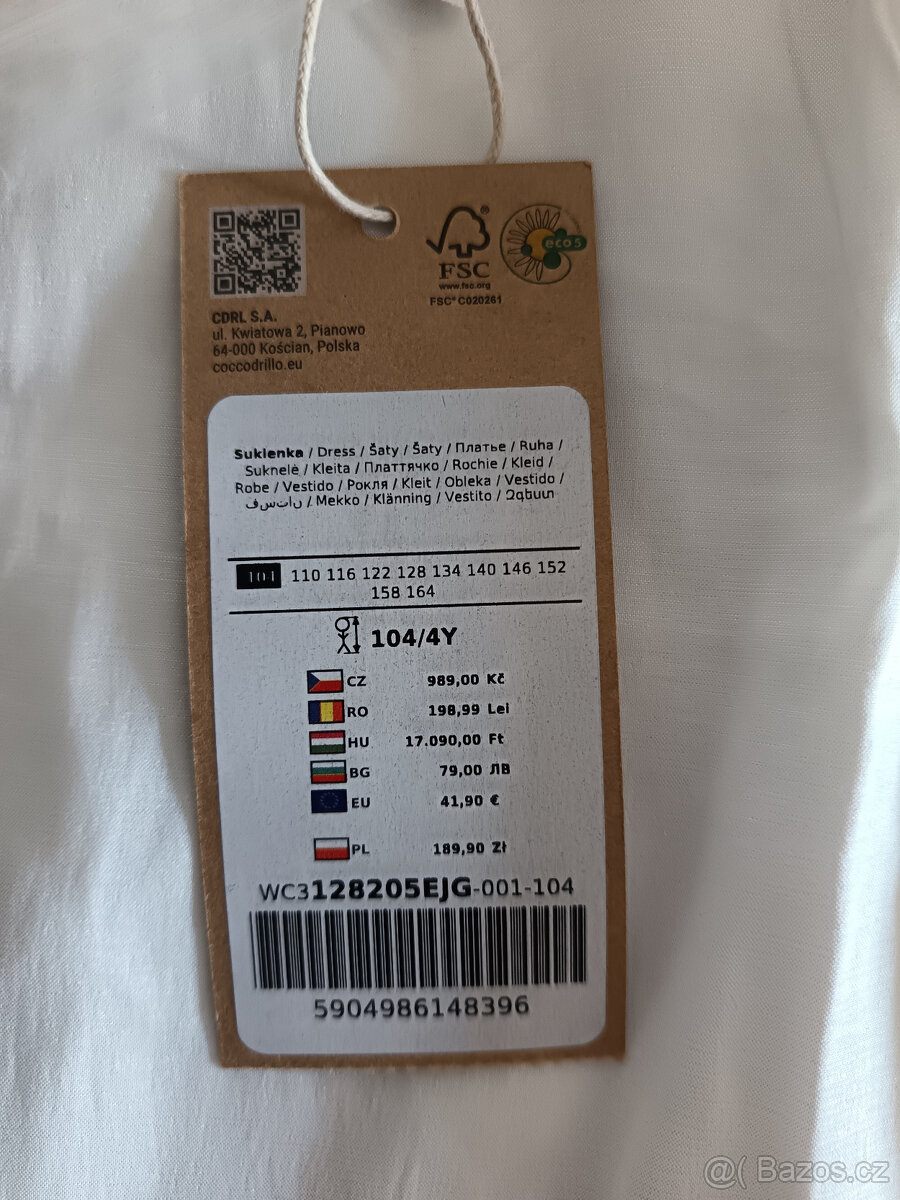 FSC
www.fsc.org
FSC® C020261
eco5
CDRL S.A.
ul. Kwiatowa 2, Pianowo
64-000 Kościan, Polska
coccodrillo.eu
Sukienka / Dress / Šaty / Šaty / Платье / Ruha /
Suknelė / Kleita / Платтячко / Rochie / Kleid /
Robe / Vestido / Рокля / Kleit / Obleka / Vestido /
فستان / Mekko / Klänning / Vestito / Զգեստ
104 110 116 122 128 134 140 146 152
158 164
104/4Y
CZ 989,00 Kč
RO 198,99 Lei
HU 17.090,00 Ft
BG 79,00 ЛВ
EU 41,90 €
PL 189,90 Zł
WC3128205EJG-001-104
5904986148396
@( Bazos.cz